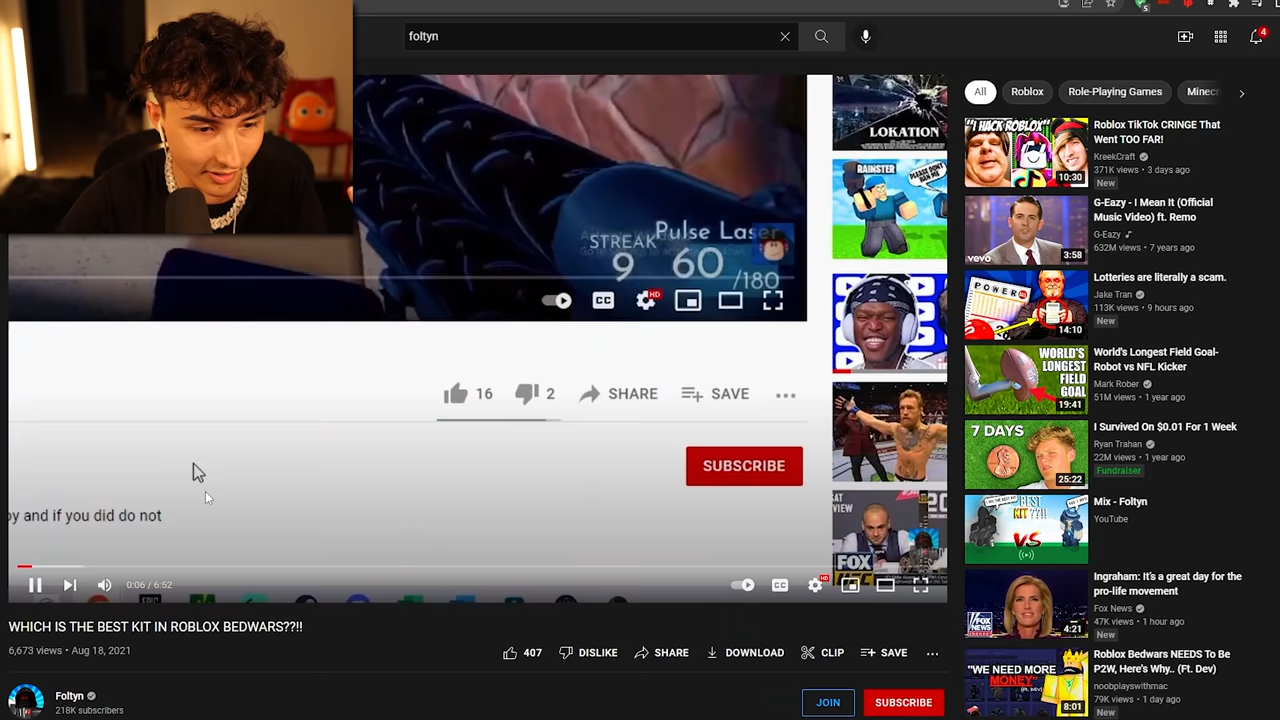 foltyn
5
4
STREAK
9
Pulse Laser
60
/180
CC
HD
16
2
SHARE
SAVE
SUBSCRIBE
oy and if you did do not
0:06 / 6:52
CC
HD
WHICH IS THE BEST KIT IN ROBLOX BEDWARS??!!
6,673 views • Aug 18, 2021
407
DISLIKE
SHARE
DOWNLOAD
CLIP
SAVE
Foltyn
218K subscribers
JOIN
SUBSCRIBE
LOKATION
RAINSTER
FOX
All
Roblox
Role-Playing Games
Minecr
"I HACK ROBLOX"
10:30
Roblox TikTok CRINGE That
Went TOO FAR!
KreekCraft
371K views • 3 days ago
New
vevo
3:58
G-Eazy - I Mean It (Official
Music Video) ft. Remo
G-Eazy
632M views • 7 years ago
POWER
14:10
Lotteries are literally a scam.
Jake Tran
113K views • 9 hours ago
New
WORLD'S
LONGEST
FIELD
GOAL
19:41
World's Longest Field Goal-
Robot vs NFL Kicker
Mark Rober
51M views • 1 year ago
7 DAYS
25:22
I Survived On $0.01 For 1 Week
Ryan Trahan
22M views • 1 year ago
Fundraiser
BEST
KIT??!!
VS
Mix - Foltyn
YouTube
FOX
NEWS
4:21
Ingraham: It's a great day for the
pro-life movement
Fox News
47K views • 1 hour ago
New
"WE NEED MORE
MONEY"
(ft. DEV)
8:01
Roblox Bedwars NEEDS To Be
P2W, Here's Why.. (Ft. Dev)
noobplayswithmac
79K views • 1 day ago
New